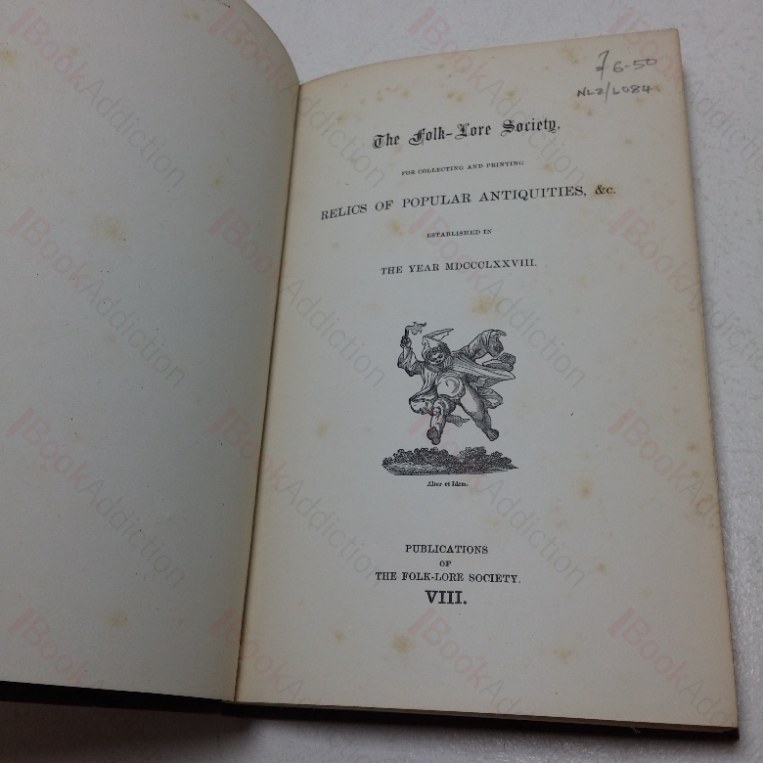 7 6-50
NL2/L084
The Folk-Lore Society.
FOR COLLECTING AND PRINTING
RELICS OF POPULAR ANTIQUITIES, &c.
ESTABLISHED IN
THE YEAR MDCCCLXXVIII.
Alter et Idem.
PUBLICATIONS
OF
THE FOLK-LORE SOCIETY.
VIII.
BookAddiction